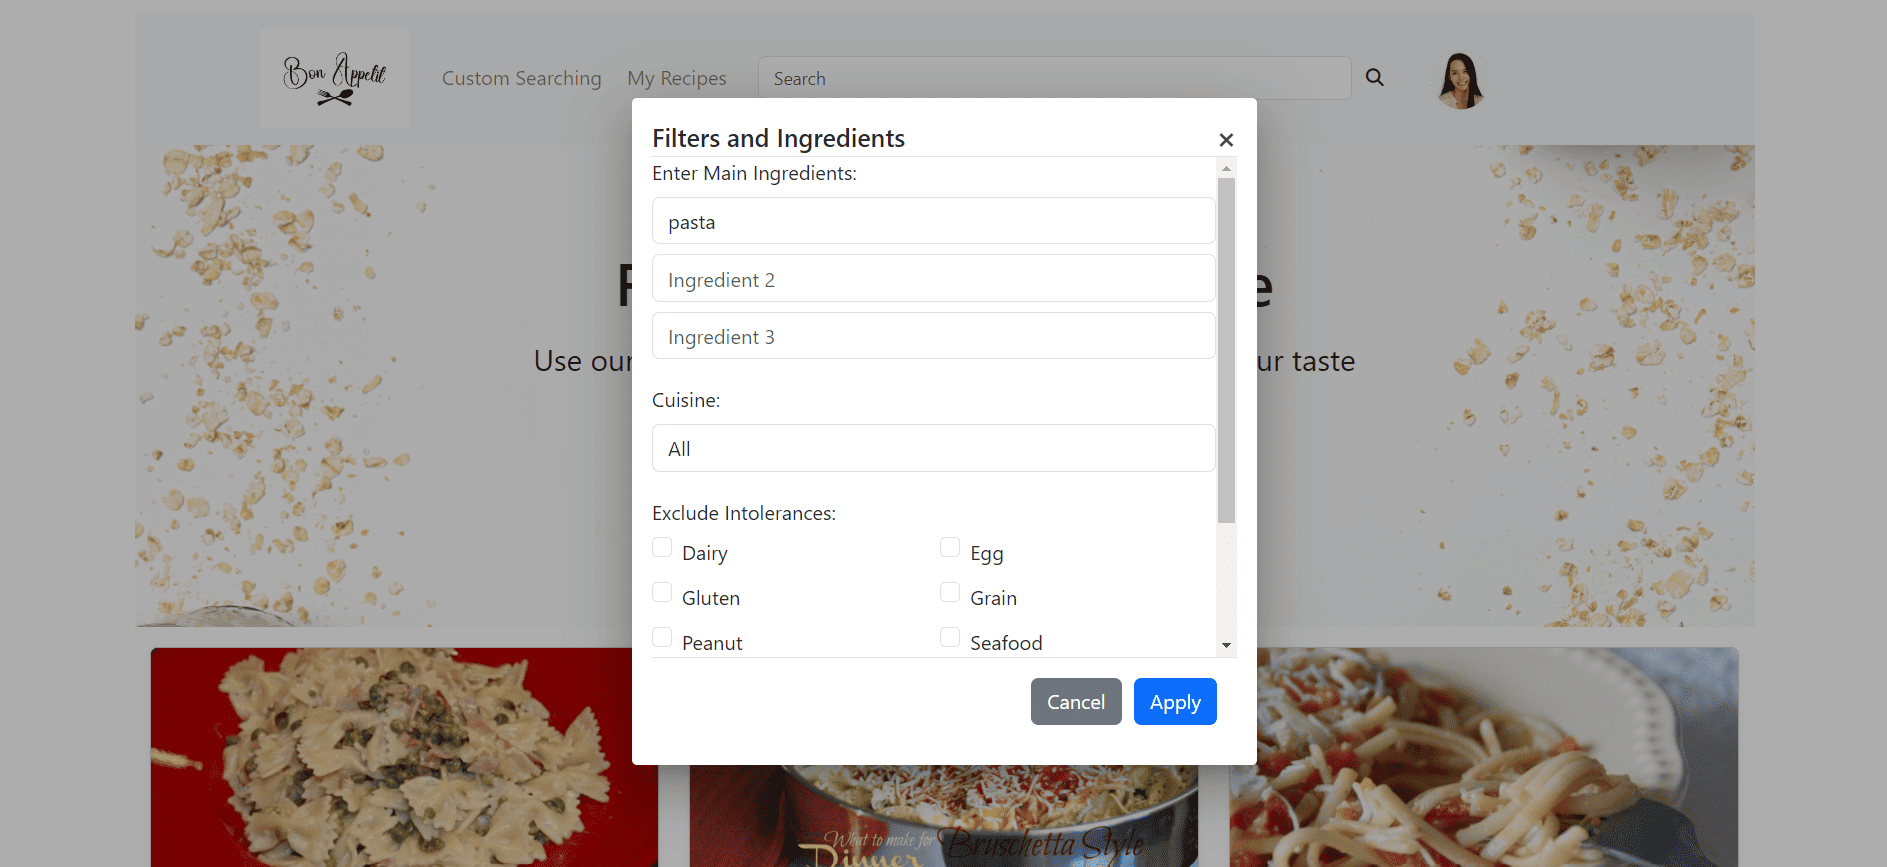 Bon Appetit
Custom Searching
My Recipes
Search
Filters and Ingredients
Enter Main Ingredients:
pasta
Ingredient 2
Ingredient 3
Use our
ur taste
Cuisine:
All
Exclude Intolerances:
Dairy
Egg
Gluten
Grain
Peanut
Seafood
Cancel
Apply
What to make for
Dinner
Bruschetta Style